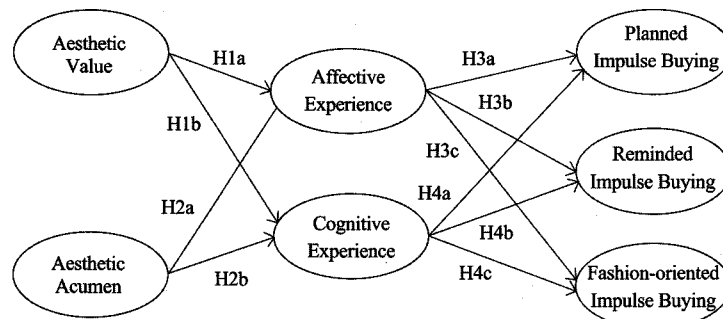 Aesthetic
Value
Aesthetic
Acumen
H1a
H1b
H2a
H2b
Affective
Experience
Cognitive
Experience
H3a
H3b
H3c
H4a
H4b
H4c
Planned
Impulse Buying
Reminded
Impulse Buying
Fashion-oriented
Impulse Buying